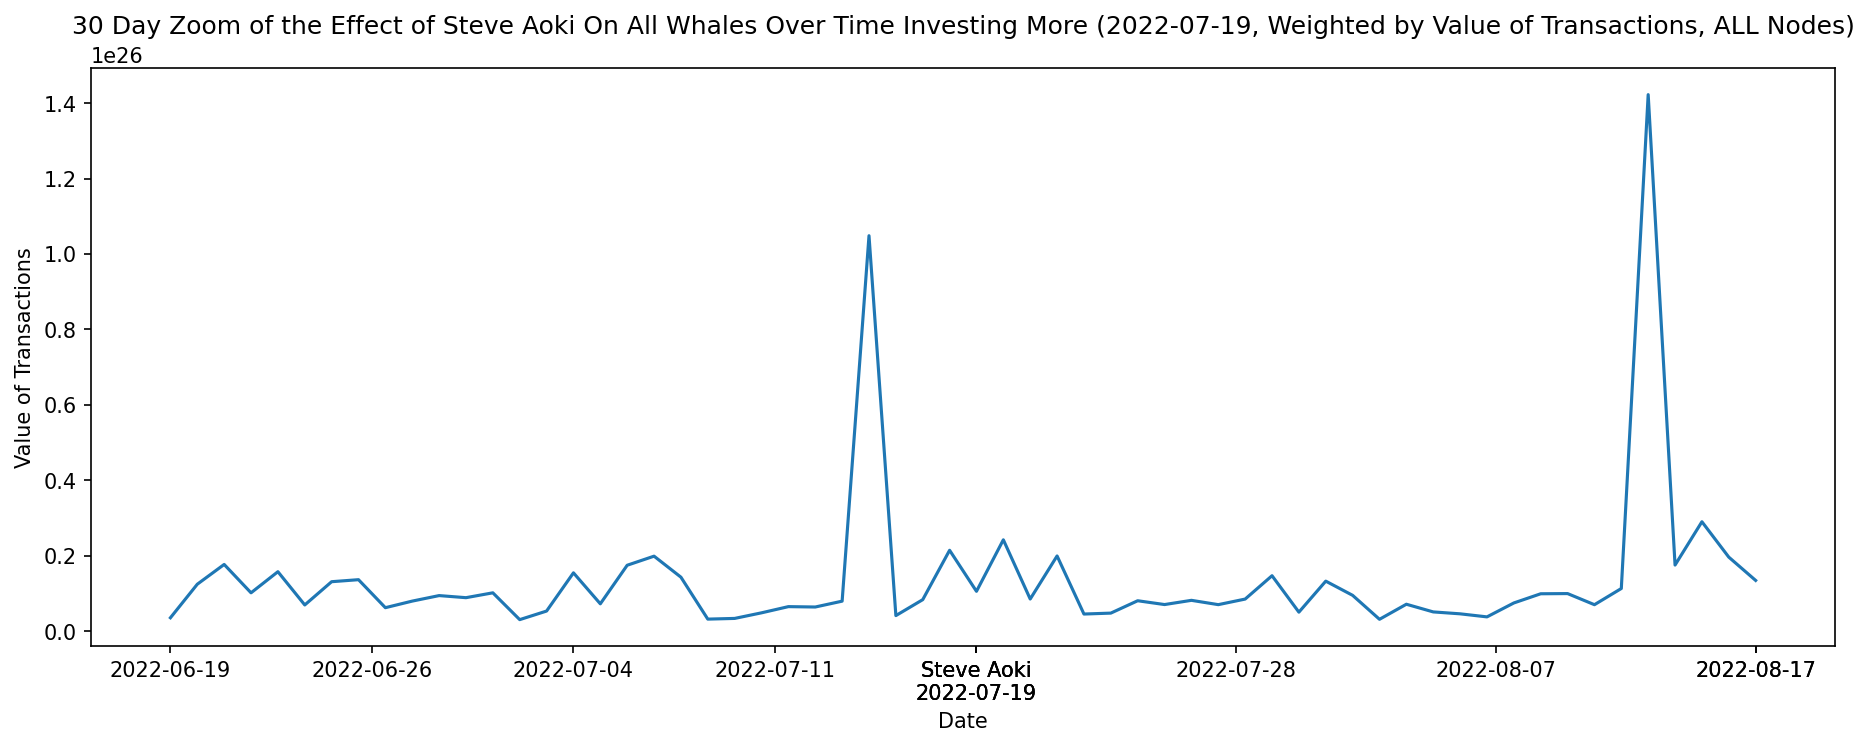 30 Day Zoom of the Effect of Steve Aoki On All Whales Over Time Investing More (2022-07-19, Weighted by Value of Transactions, ALL Nodes)
1e26
1.4
1.2
1.0
0.8
0.6
0.4
0.2
0.0
Value of Transactions
2022-06-19 2022-06-26 2022-07-04 2022-07-11 Steve Aoki 2022-07-28 2022-08-07 2022-08-17
2022-07-19
Date